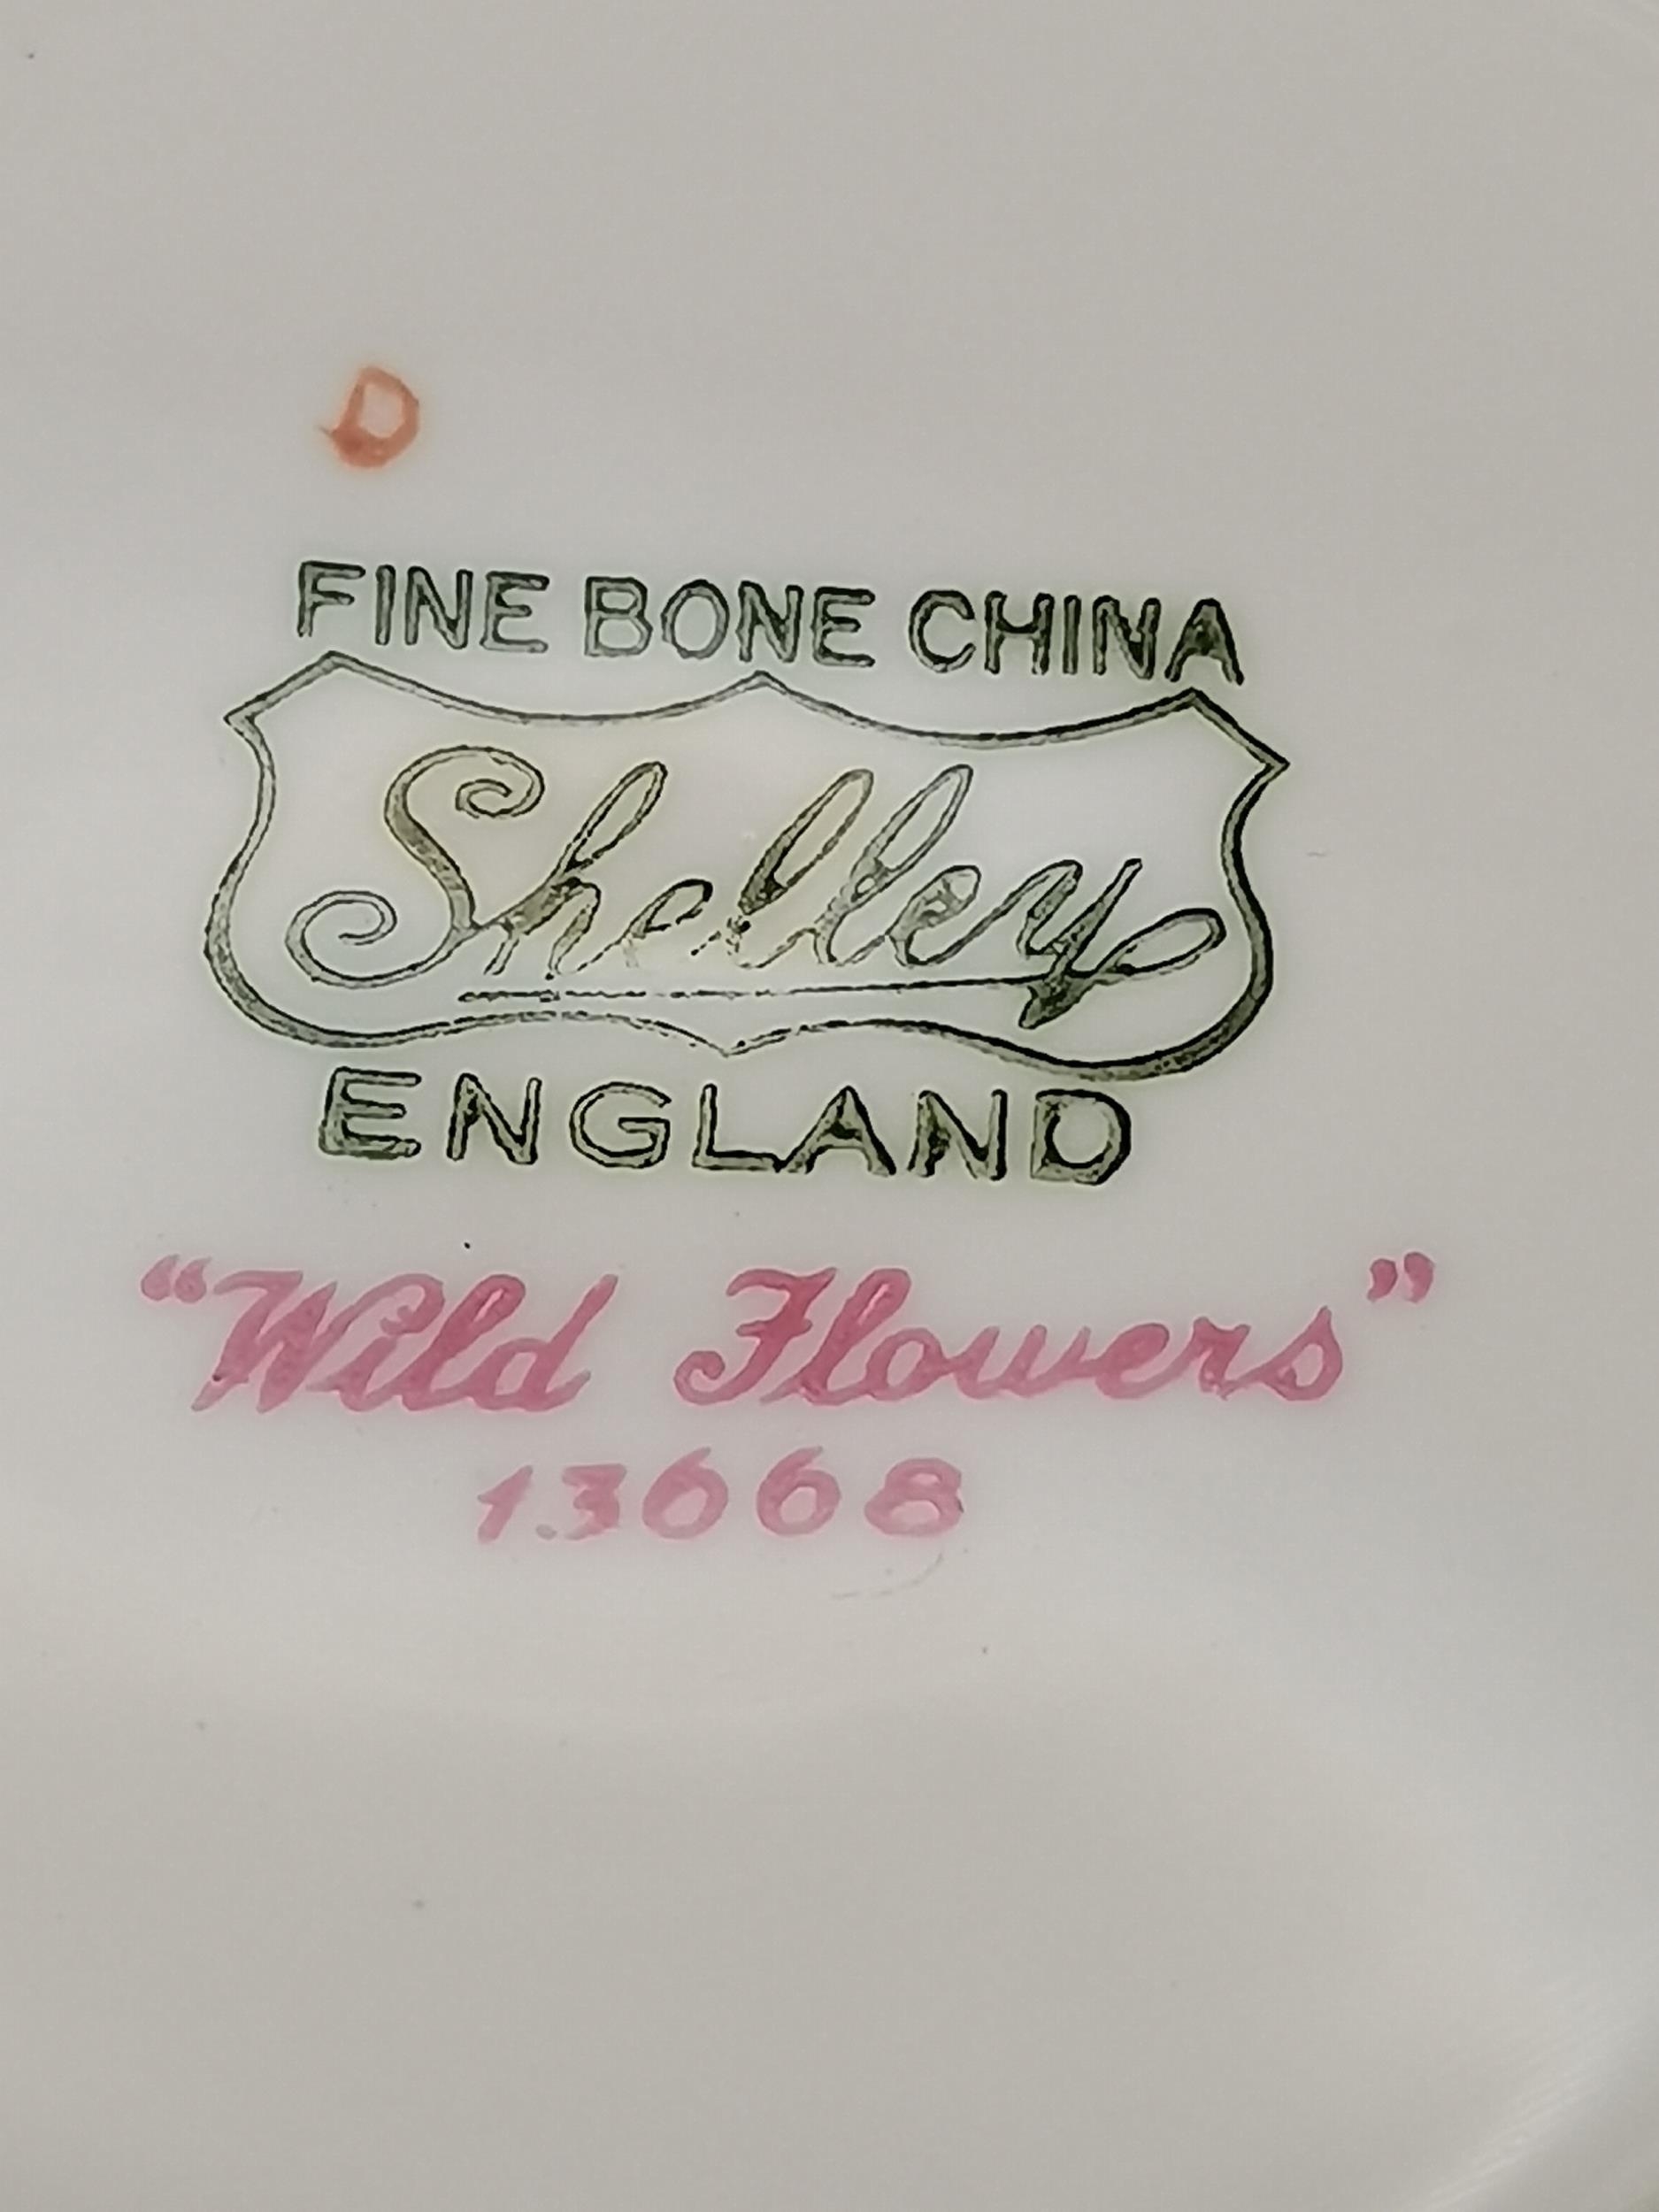 D
FINE BONE CHINA
Shelley
ENGLAND
“Wild Flowers”
13668